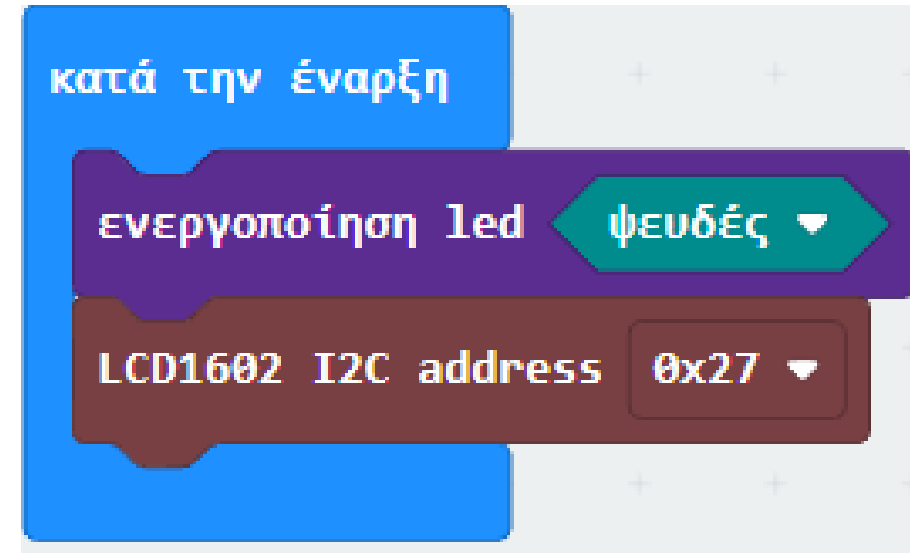 κατά την έναρξη
ενεργοποίηση led ψευδές
LCD1602 I2C address 0x27